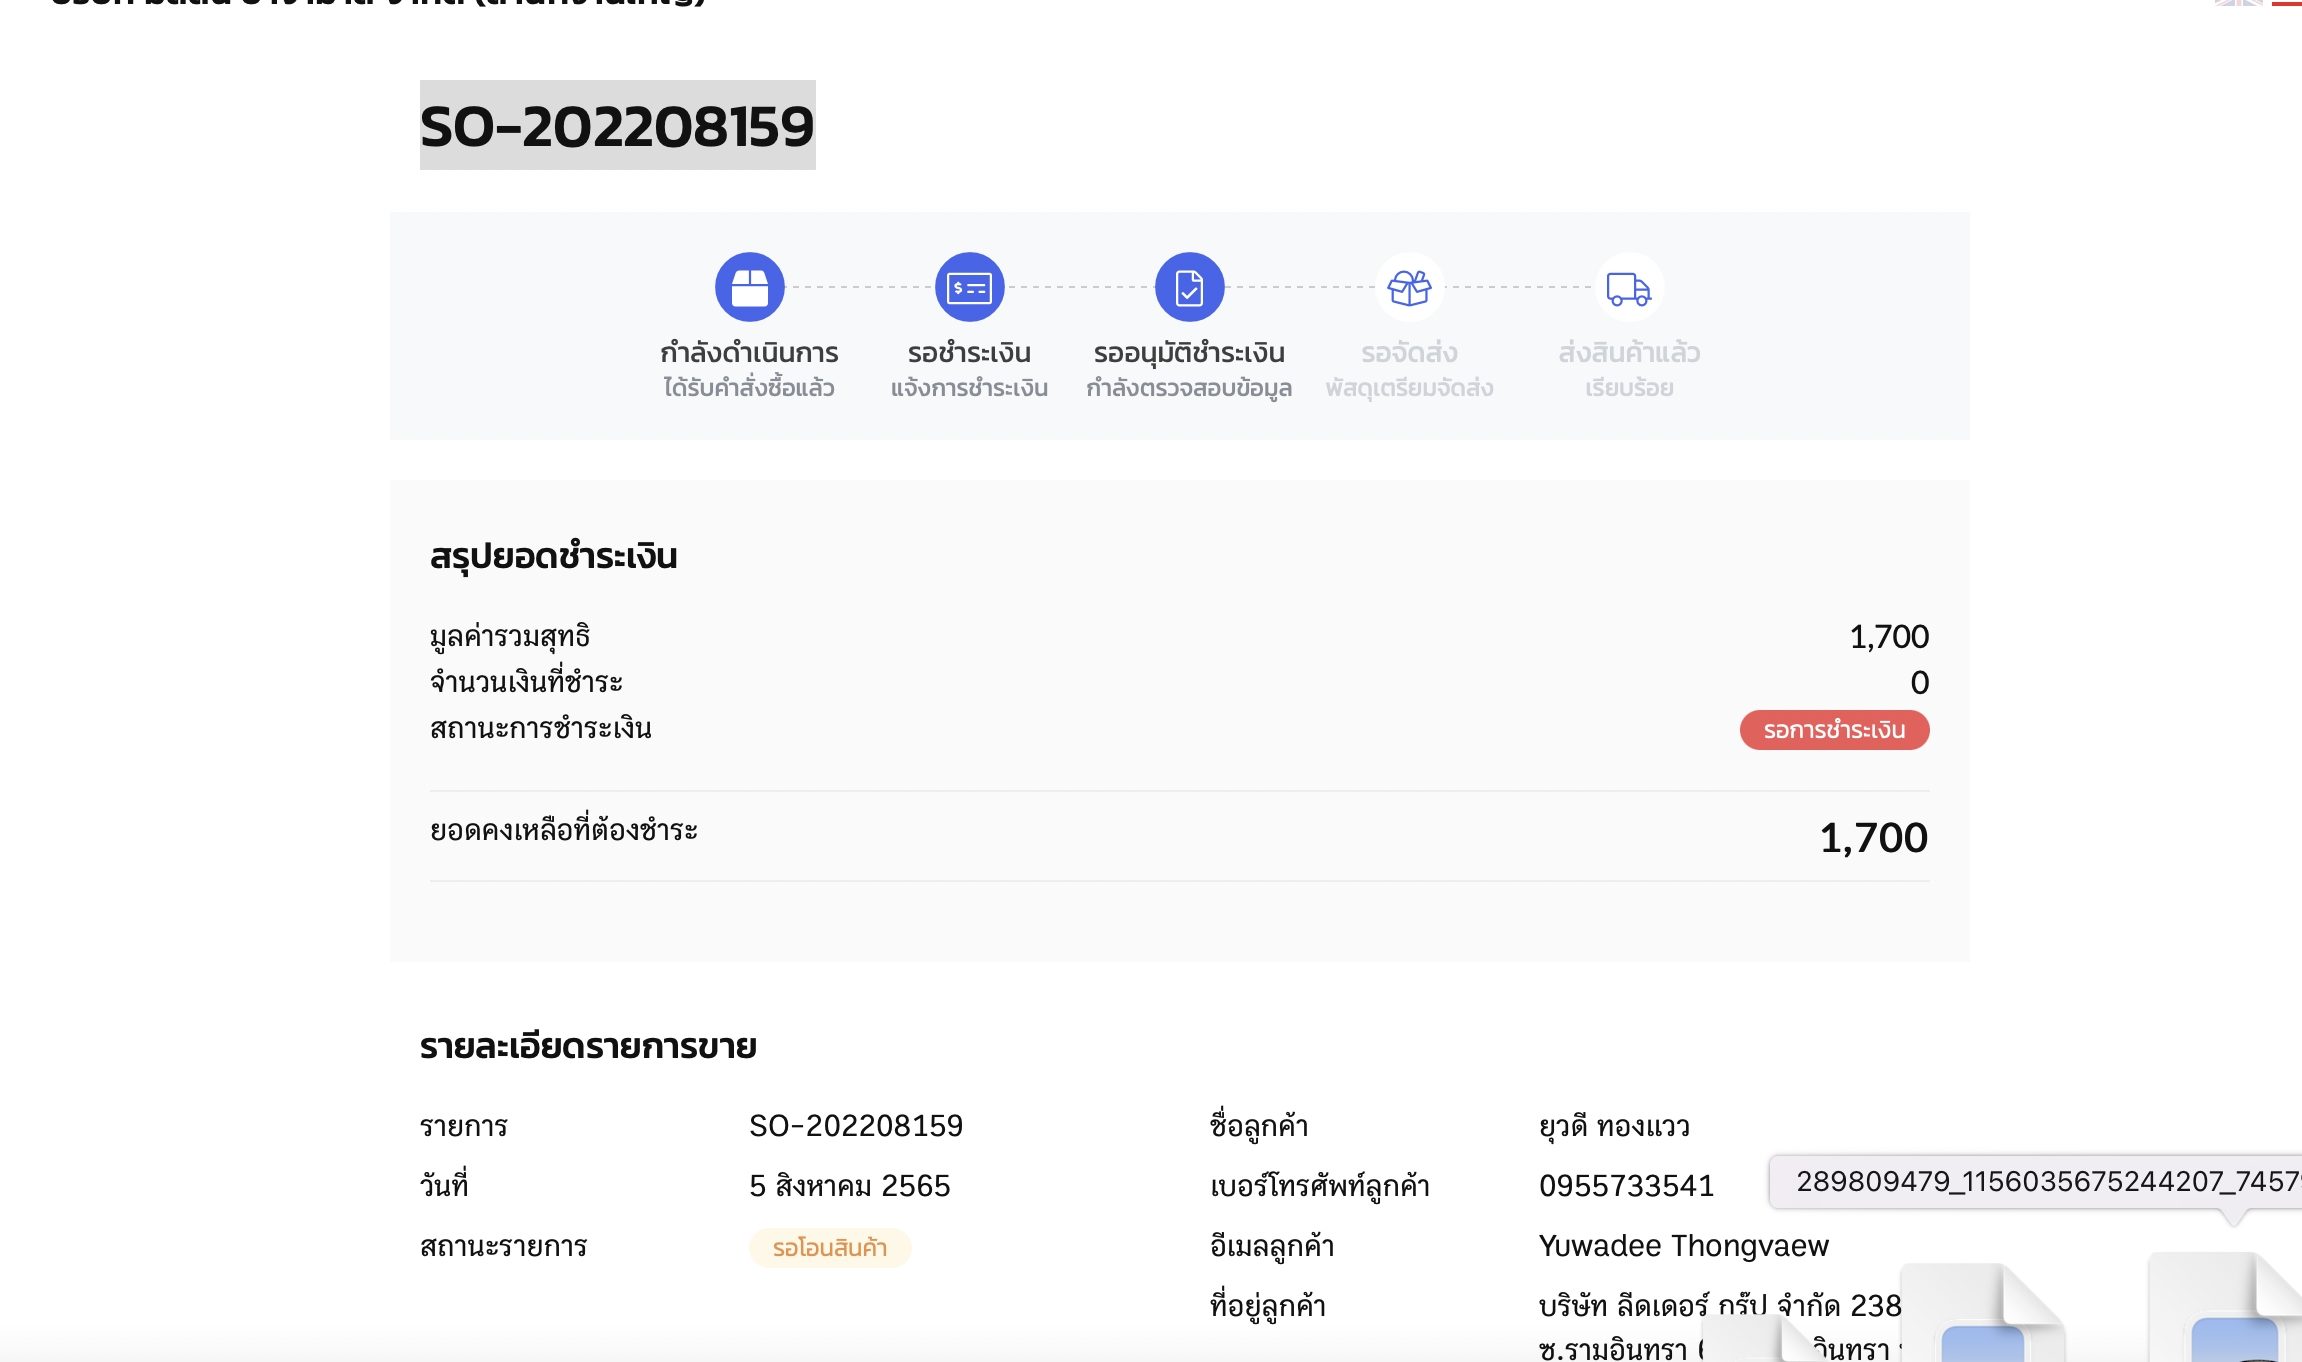 SO-202208159
กำลังดำเนินการ
ได้รับคำสั่งซื้อแล้ว
รอชำระเงิน
แจ้งการชำระเงิน
รออนุมัติชำระเงิน
กำลังตรวจสอบข้อมูล
รอจัดส่ง
พัสดุเตรียมจัดส่ง
ส่งสินค้าแล้ว
เรียบร้อย
สรุปยอดชำระเงิน
มูลค่ารวมสุทธิ 1,700
จำนวนเงินที่ชำระ 0
สถานะการชำระเงิน รอการชำระเงิน
ยอดคงเหลือที่ต้องชำระ 1,700
รายละเอียดรายการขาย
รายการ SO-202208159 ชื่อลูกค้า ยุวดี ทองแวว
วันที่ 5 สิงหาคม 2565 เบอร์โทรศัพท์ลูกค้า 0955733541
289809479_1156035675244207_7457
สถานะรายการ รอโอนสินค้า อีเมลลูกค้า Yuwadee Thongvaew
ที่อยู่ลูกค้า บริษัท ลีดเดอร์ กรุ๊ป จำกัด 238
ซ.รามอินทรา